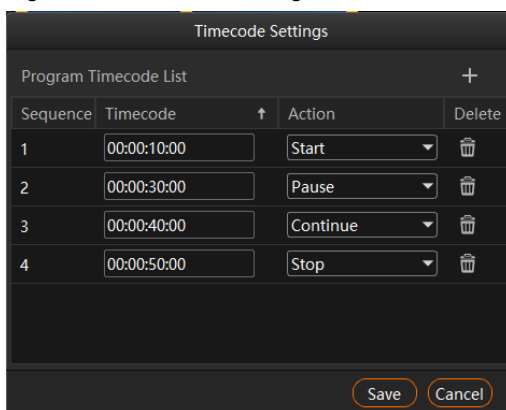 Timecode Settings
Program Timecode List +
Sequence Timecode ↑ Action Delete
1 00:00:10:00 Start
2 00:00:30:00 Pause
3 00:00:40:00 Continue
4 00:00:50:00 Stop
Save Cancel